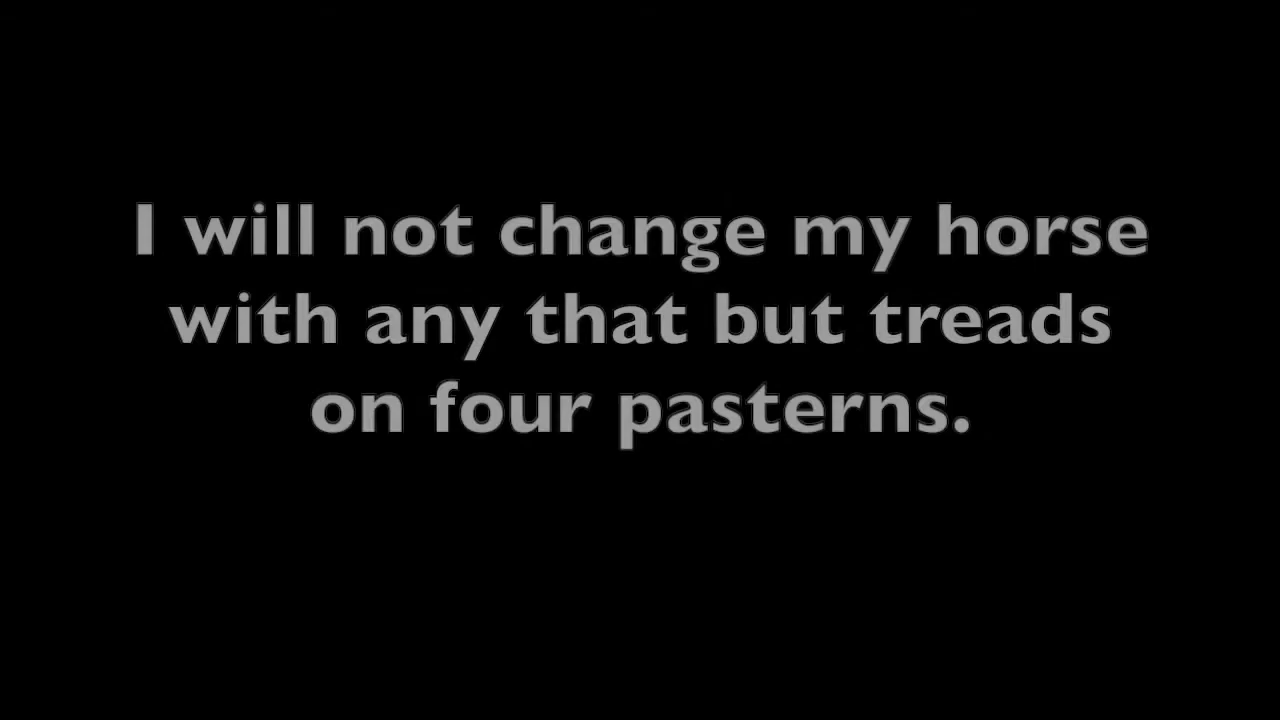 I will not change my horse
with any that but treads
on four pasterns.